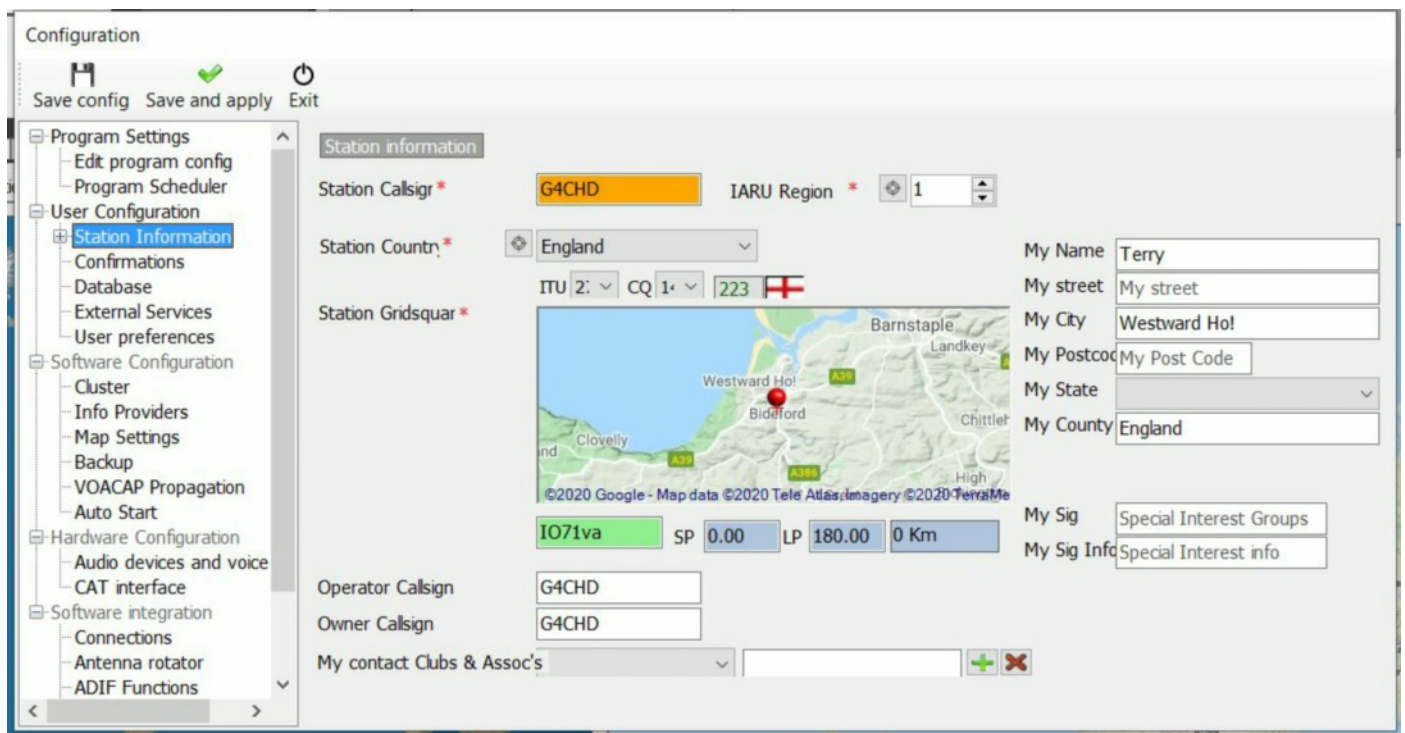 Configuration
Save config Save and apply Exit
Program Settings
Edit program config
Program Scheduler
User Configuration
Station Information
Confirmations
Database
External Services
User preferences
Software Configuration
Cluster
Info Providers
Map Settings
Backup
VOACAP Propagation
Auto Start
Hardware Configuration
Audio devices and voice
CAT interface
Software integration
Connections
Antenna rotator
ADIF Functions
Station information
Station Callsigr * G4CHD IARU Region * 1
Station Countr * England
ITU CQ 223
Station Gridsquar *
Barnstaple
Landkey
Westward Ho! A39
Bideford
Chittleh
Clovelly
nd
A39
A386
High
©2020 Google - Map data ©2020 Tele Atlas, Imagery ©2020 TerraMe
IO71va SP 0.00 LP 180.00 0 Km
Operator Callsign G4CHD
Owner Callsign G4CHD
My contact Clubs & Assoc's
My Name Terry
My street My street
My City Westward Ho!
My Postcod My Post Code
My State
My County England
My Sig Special Interest Groups
My Sig Info Special Interest info